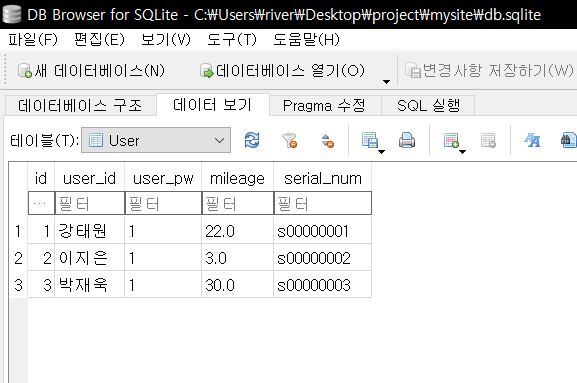 DB Browser for SQLite - C:₩Users₩river₩Desktop₩project₩mysite₩db.sqlite
파일(F) 편집(E) 보기(V) 도구(T) 도움말(H)
새 데이터베이스(N) 데이터베이스 열기(O) 변경사항 저장하기(W)
데이터베이스 구조 데이터 보기 Pragma 수정 SQL 실행
테이블(T): User
id user_id user_pw mileage serial_num
... 필터 필터 필터 필터
1 1 강태원 1 22.0 s00000001
2 2 이지은 1 3.0 s00000002
3 3 박재욱 1 30.0 s00000003